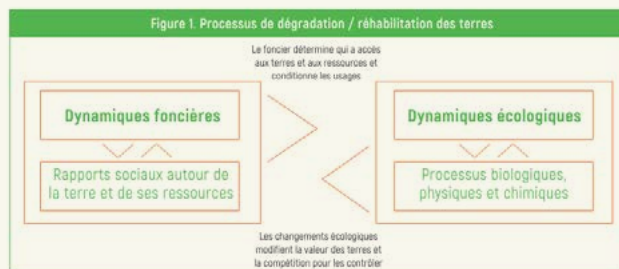 Figure 1. Processus de dégradation / réhabilitation des terres
Le foncier détermine qui a accès
aux terres et aux ressources et
conditionne les usages
Dynamiques foncières
Rapports sociaux autour de
la terre et de ses ressources
Dynamiques écologiques
Processus biologiques,
physiques et chimiques
Les changements écologiques
modifient la valeur des terres et
la compétition pour les contrôler